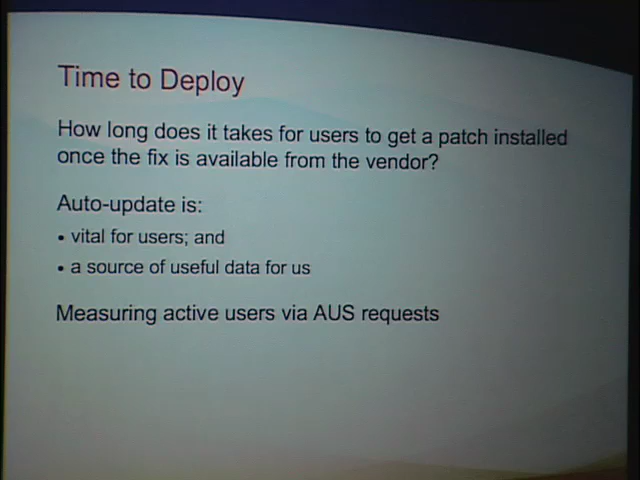 Time to Deploy
How long does it takes for users to get a patch installed
once the fix is available from the vendor?
Auto-update is:
• vital for users; and
• a source of useful data for us
Measuring active users via AUS requests